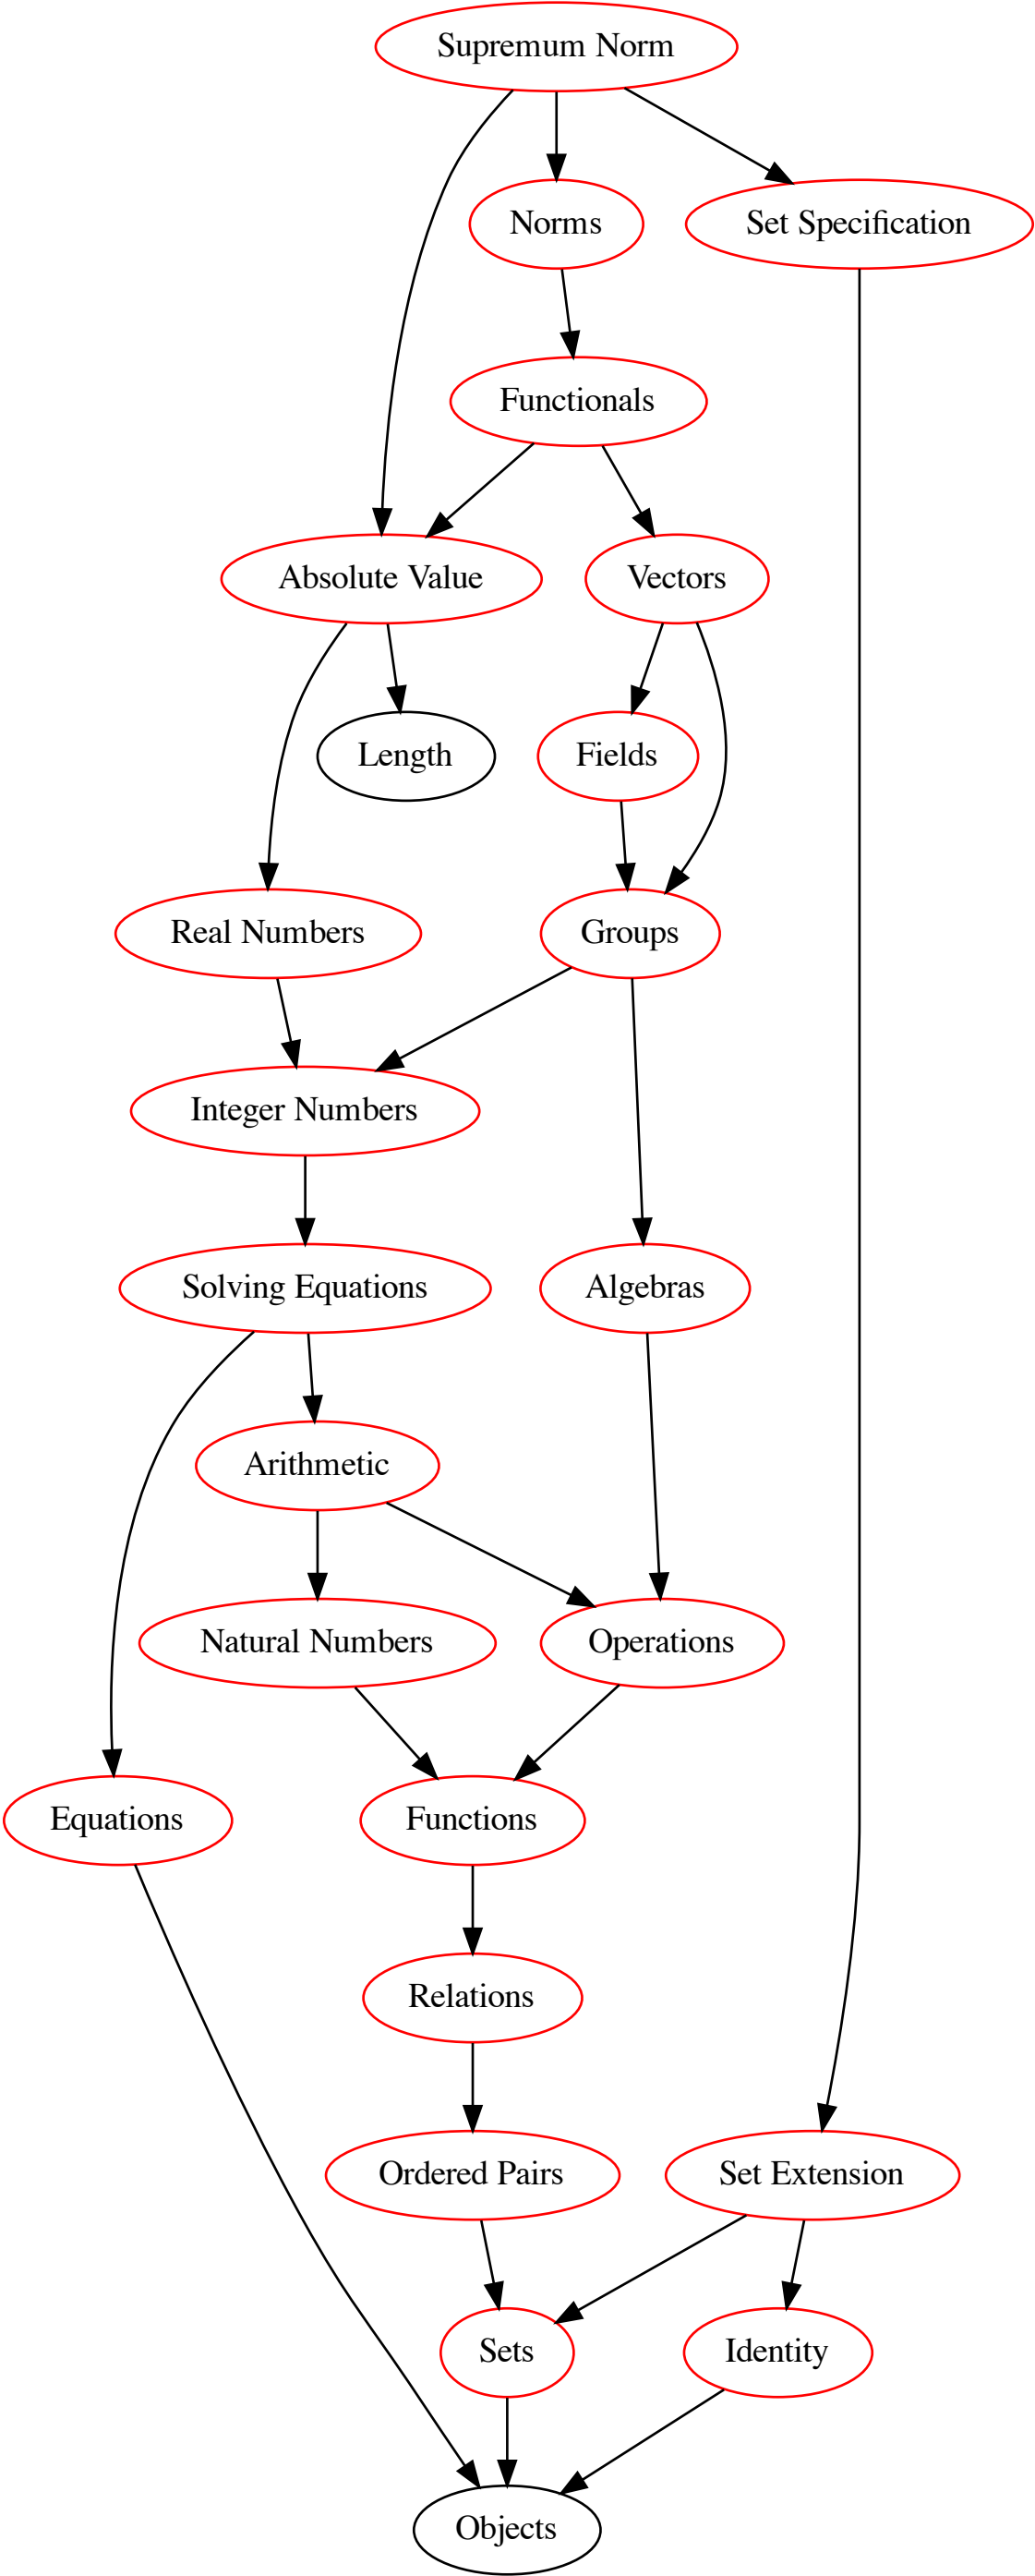 Supremum Norm
Norms
Set Specification
Functionals
Absolute Value
Vectors
Length
Fields
Real Numbers
Groups
Integer Numbers
Solving Equations
Algebras
Arithmetic
Natural Numbers
Operations
Equations
Functions
Relations
Ordered Pairs
Set Extension
Sets
Identity
Objects